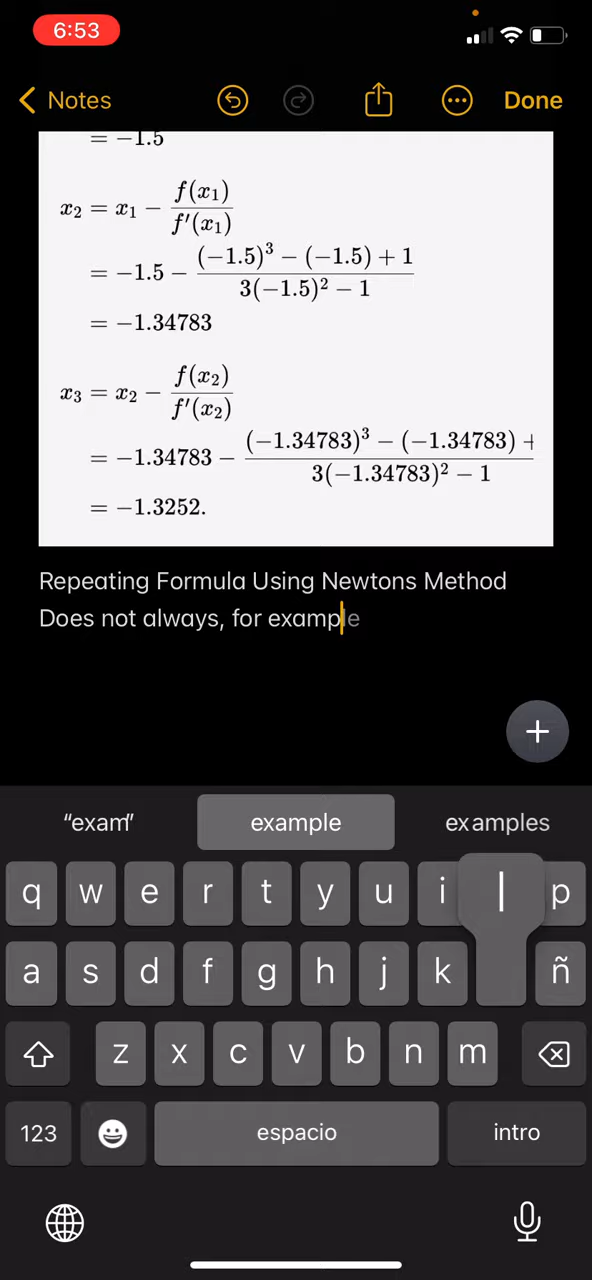 6:53
Notes
Done
= −1.5
x₂ = x₁ − f(x₁)/f′(x₁)
= −1.5 − ((−1.5)³ − (−1.5) + 1)/(3(−1.5)² − 1)
= −1.34783
x₃ = x₂ − f(x₂)/f′(x₂)
= −1.34783 − ((−1.34783)³ − (−1.34783) +)/(3(−1.34783)² − 1)
= −1.3252.
Repeating Formula Using Newtons Method
Does not always, for example
+
“exam” example examples
q w e r t y u i l p
a s d f g h j k ñ
z x c v b n m
123 espacio intro